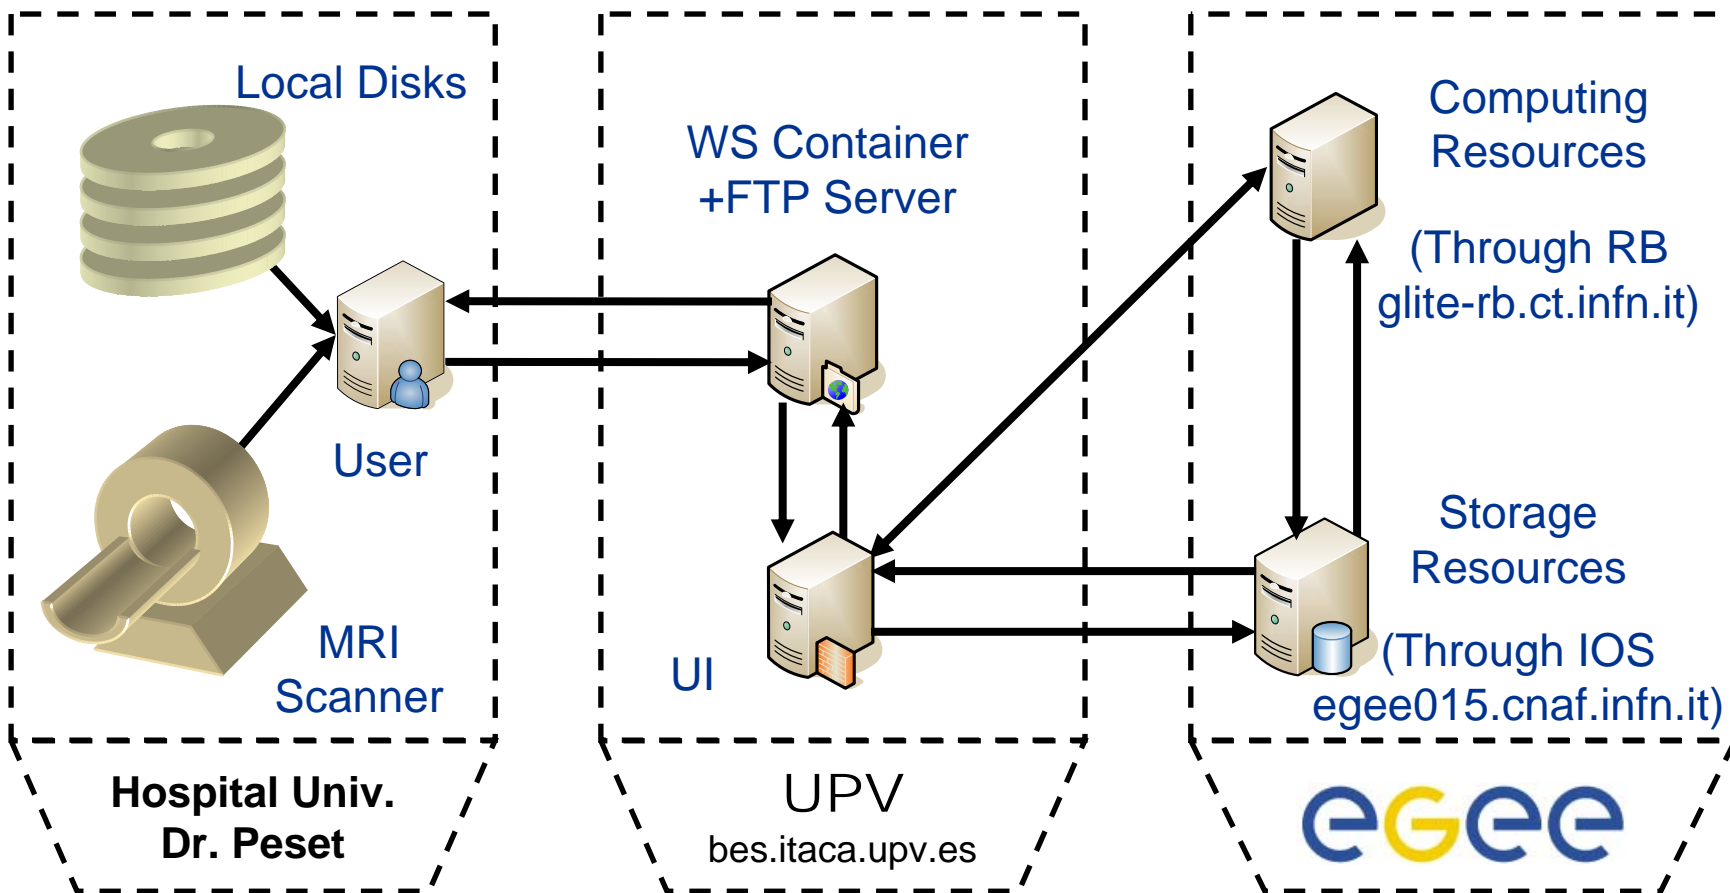 Local Disks
User
MRI
Scanner
Hospital Univ.
Dr. Peset
WS Container
+FTP Server
UI
UPV
bes.itaca.upv.es
Computing
Resources
(Through RB
glite-rb.ct.infn.it)
Storage
Resources
(Through IOS
egee015.cnaf.infn.it)
eGee